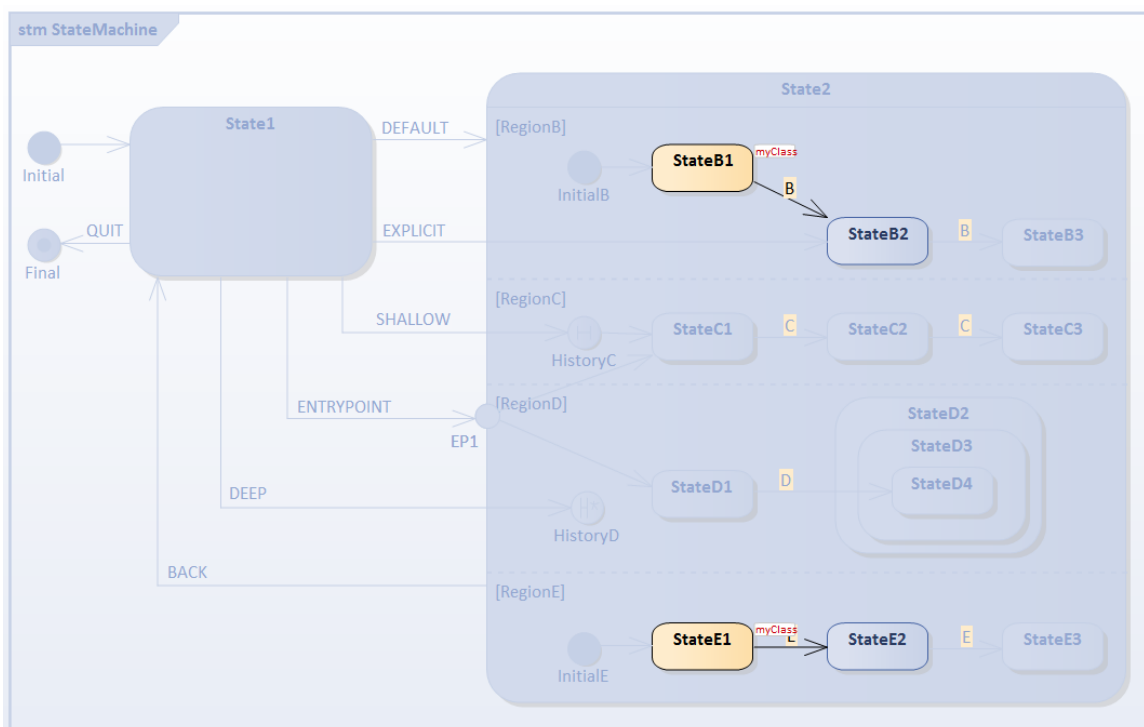 stm StateMachine
State2
State1
DEFAULT
[RegionB]
StateB1
myClass
Initial
InitialB
B
QUIT
EXPLICIT
StateB2
B
StateB3
Final
[RegionC]
SHALLOW
StateC1
C
StateC2
C
StateC3
H
HistoryC
ENTRYPOINT
[RegionD]
StateD2
EP1
StateD3
StateD1
D
StateD4
DEEP
H*
HistoryD
BACK
[RegionE]
StateE1
myClass
StateE2
E
StateE3
InitialE